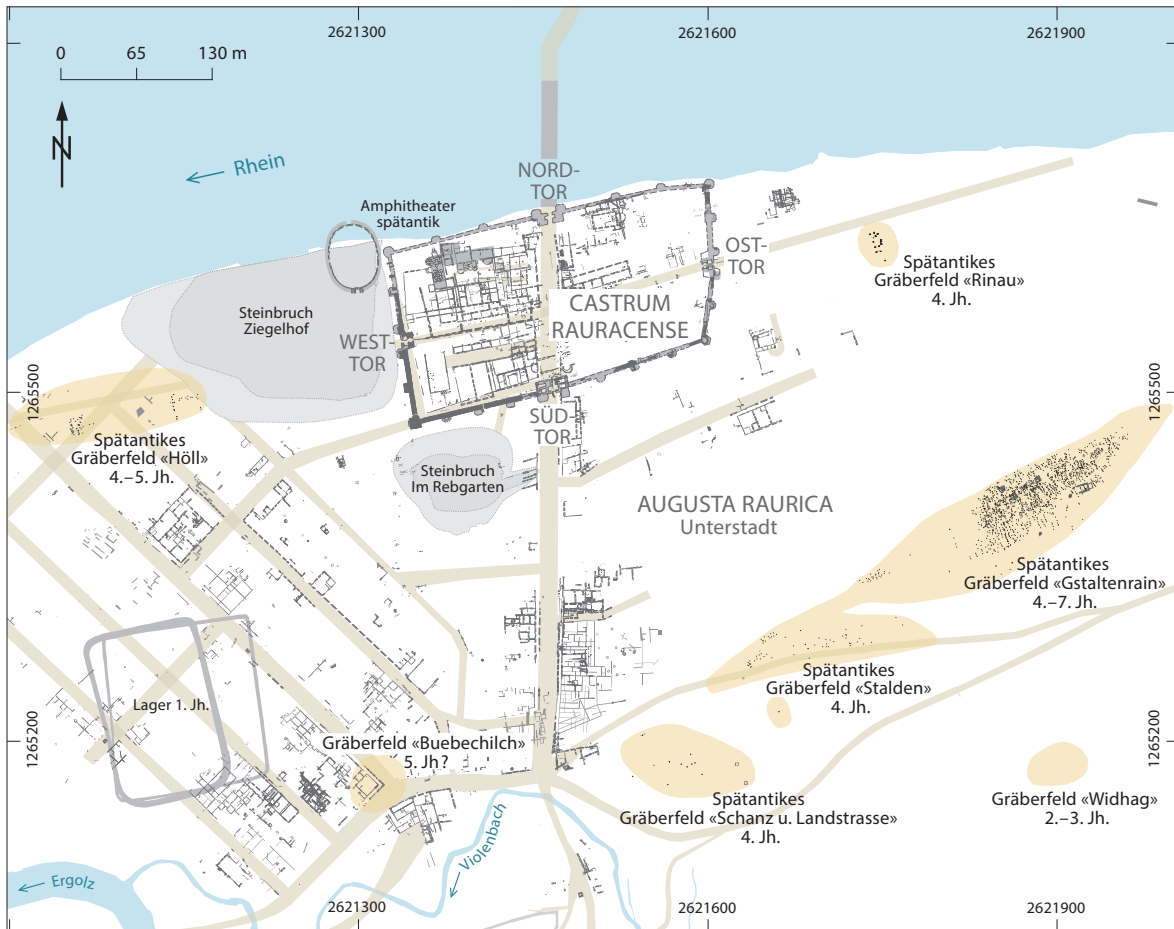 2621300
2621600
2621900
0
65
130 m
N
Rhein
NORD-
TOR
Amphitheater
spätantik
OST-
TOR
Spätantikes
Gräberfeld «Rinau»
4. Jh.
Steinbruch
Ziegelhof
CASTRUM
RAURACENSE
WEST-
TOR
1265500
1265500
SÜD-
TOR
Spätantikes
Gräberfeld «Höll»
4.–5. Jh.
Steinbruch
Im Rebgarten
AUGUSTA RAURICA
Unterstadt
Spätantikes
Gräberfeld «Gstaltenrain»
4.–7. Jh.
Spätantikes
Gräberfeld «Stalden»
4. Jh.
Lager 1. Jh.
1265200
1265200
Gräberfeld «Buebechilch»
5. Jh?
Spätantikes
Gräberfeld «Schanz u. Landstrasse»
4. Jh.
Gräberfeld «Widhag»
2.–3. Jh.
Violenbach
Ergolz
2621300
2621600
2621900